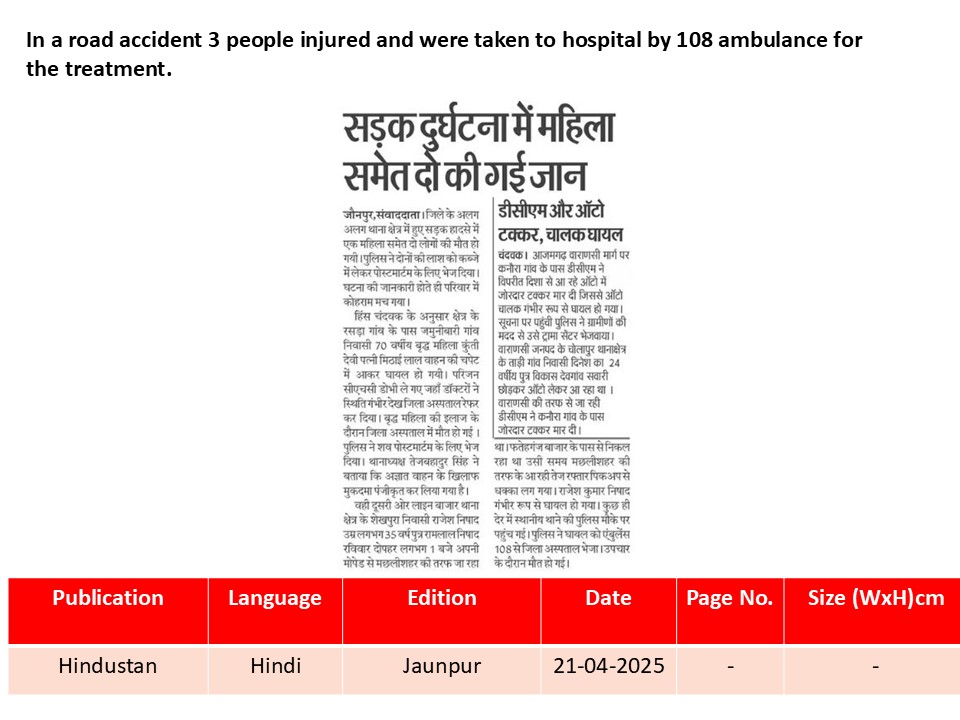 In a road accident 3 people injured and were taken to hospital by 108 ambulance for
the treatment.
सड़क दुर्घटना में महिला
समेत दो की गई जान
जौनपुर, संवाददाता। जिले के अलग
अलग थाना क्षेत्र में हुए सड़क हादसे में
एक महिला समेत दो लोगों की मौत हो
गयी। पुलिस ने दोनों की लाश को कब्जे
में लेकर पोस्टमार्टम के लिए भेज दिया।
घटना की जानकारी होते ही परिवार में
कोहराम मच गया।
हिंस चंदवक के अनुसार क्षेत्र के
रसड़ा गांव के पास जमुनीबारी गांव
निवासी 70 वर्षीय बृद्ध महिला कुंती
देवी पत्नी मिठाई लाल वाहन की चपेट
में आकर घायल हो गयी। परिजन
सीएचसी डोभी ले गए जहाँ डॉक्टरों ने
स्थिति गंभीर देख जिला अस्पताल रेफर
कर दिया। बृद्ध महिला की इलाज के
दौरान जिला अस्पताल में मौत हो गई।
पुलिस ने शव पोस्टमार्टम के लिए भेज
दिया। थानाध्यक्ष तेजबहादुर सिंह ने
बताया कि अज्ञात वाहन के खिलाफ
मुकदमा पंजीकृत कर लिया गया है।
वही दूसरी ओर लाइन बाजार थाना
क्षेत्र के शेखपुरा निवासी राजेश निषाद
उम्र लगभग 35 वर्ष पुत्र रामलाल निषाद
रविवार दोपहर लगभग 1 बजे अपनी
मोपेड से मछलीशहर की तरफ जा रहा
डीसीएम और ऑटो
टक्कर, चालक घायल
चंदवक। आजमगढ़ वाराणसी मार्ग पर
कनौरा गांव के पास डीसीएम ने
विपरीत दिशा से आ रहे ऑटो में
जोरदार टक्कर मार दी जिससे ऑटो
चालक गंभीर रूप से घायल हो गया।
सूचना पर पहुंची पुलिस ने ग्रामीणों की
मदद से उसे ट्रामा सेंटर भेजवाया।
वाराणसी जनपद के चोलापुर थानाक्षेत्र
के ताड़ी गांव निवासी दिनेश का 24
वर्षीय पुत्र विकास देवगांव सवारी
छोड़कर ऑटो लेकर आ रहा था।
वाराणसी की तरफ से जा रही
डीसीएम ने कनौरा गांव के पास
जोरदार टक्कर मार दी।
था। फतेहगंज बाजार के पास से निकल
रहा था उसी समय मछलीशहर की
तरफ के आ रही तेज रफ्तार पिकअप से
धक्का लग गया। राजेश कुमार निषाद
गंभीर रूप से घायल हो गया। कुछ ही
देर में स्थानीय थाने की पुलिस मौके पर
पहुंच गई। पुलिस ने घायल को एंबुलेंस
108 से जिला अस्पताल भेजा। उपचार
के दौरान मौत हो गई।
Publication Language Edition Date Page No. Size (WxH)cm
Hindustan Hindi Jaunpur 21-04-2025 - -